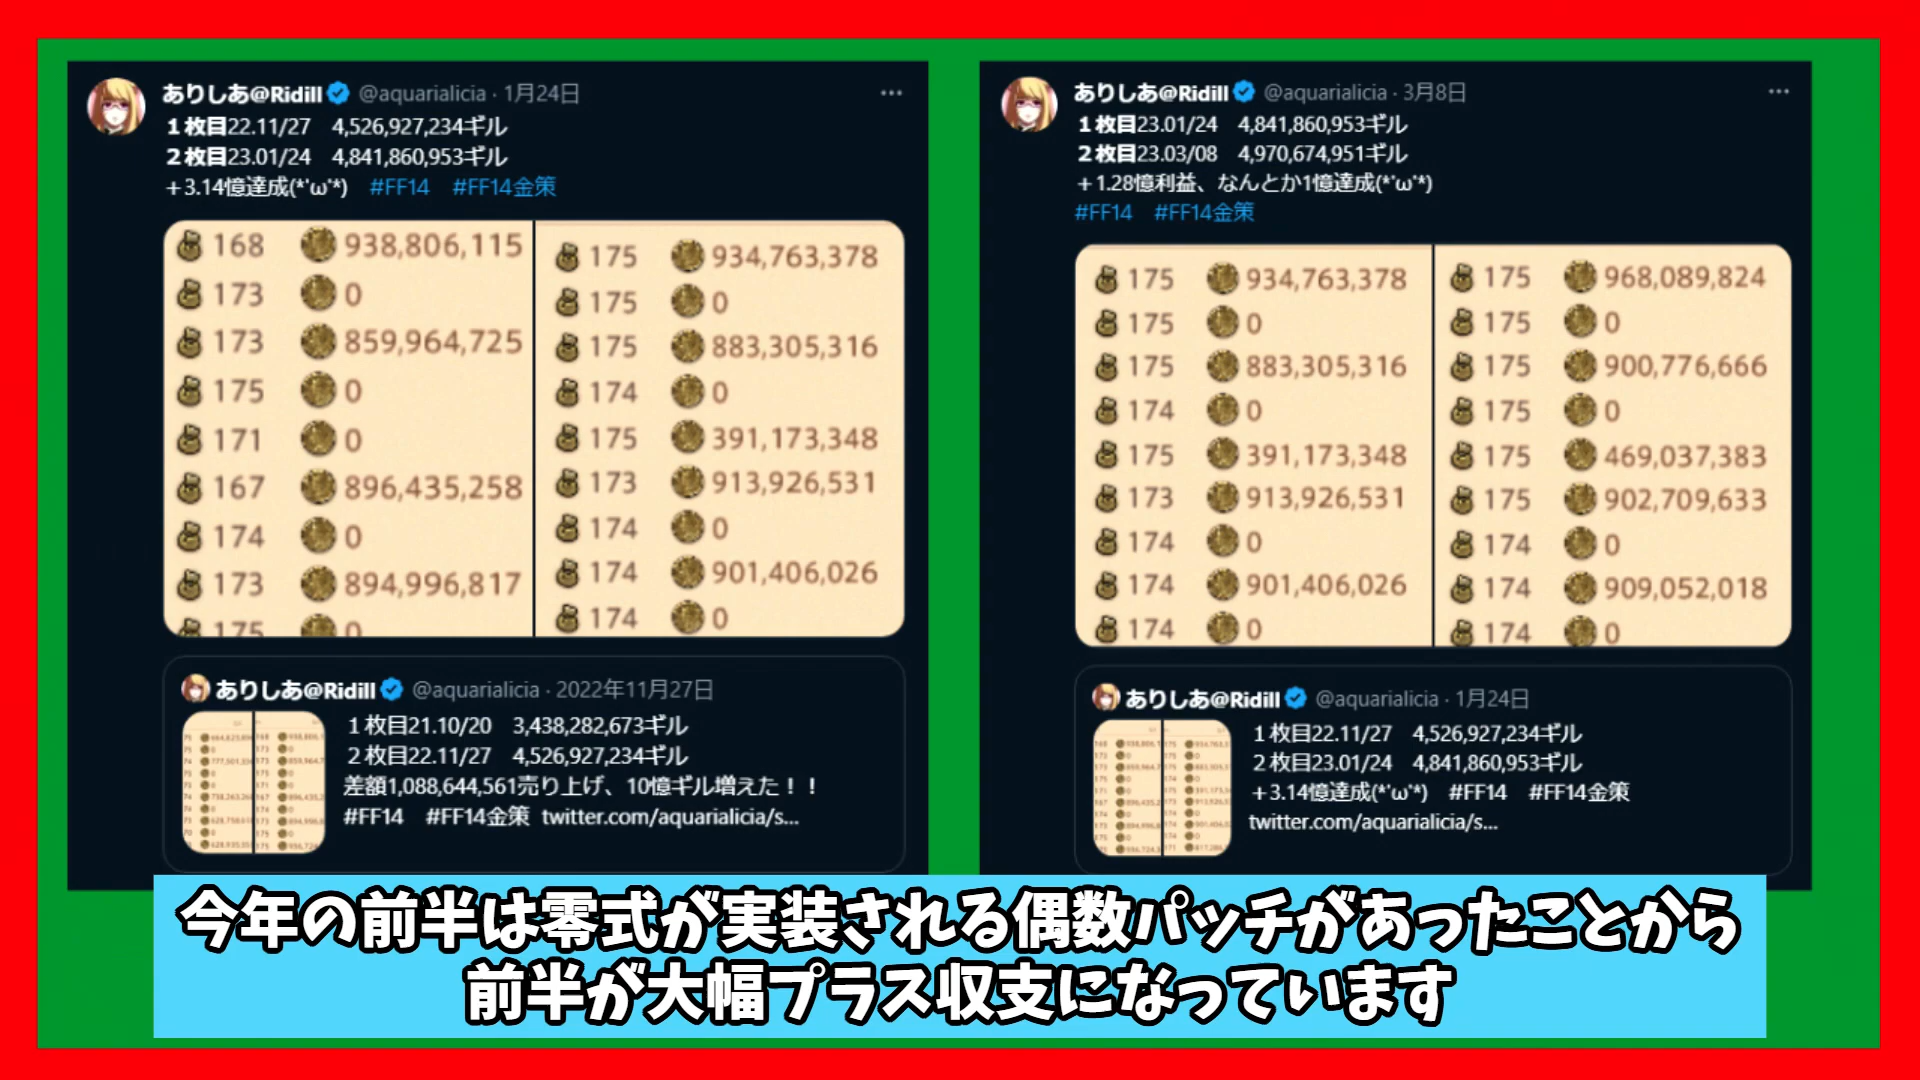 ありしあ@Ridill @aquarialicia · 1月24日
１枚目22.11/27　4,526,927,234ギル
２枚目23.01/24　4,841,860,953ギル
＋3.14憶達成(*'ω'*)　#FF14　#FF14金策
168 938,806,115
173 0
173 859,964,725
175 0
171 0
167 896,435,258
174 0
173 894,996,817
175 0
175 934,763,378
175 0
175 883,305,316
174 0
175 391,173,348
173 913,926,531
174 0
174 901,406,026
174 0
ありしあ@Ridill @aquarialicia · 2022年11月27日
１枚目21.10/20　3,438,282,673ギル
２枚目22.11/27　4,526,927,234ギル
差額1,088,644,561売り上げ、10憶ギル増えた！！
#FF14　#FF14金策 twitter.com/aquarialicia/s...
ありしあ@Ridill @aquarialicia · 3月8日
１枚目23.01/24　4,841,860,953ギル
２枚目23.03/08　4,970,674,951ギル
＋1.28憶利益、なんとか1憶達成(*'ω'*)
#FF14　#FF14金策
175 934,763,378
175 0
175 883,305,316
174 0
175 391,173,348
173 913,926,531
174 0
174 901,406,026
174 0
175 968,089,824
175 0
175 900,776,666
175 0
175 469,037,383
175 902,709,633
174 0
174 909,052,018
174 0
ありしあ@Ridill @aquarialicia · 1月24日
１枚目22.11/27　4,526,927,234ギル
２枚目23.01/24　4,841,860,953ギル
＋3.14憶達成(*'ω'*)　#FF14　#FF14金策
twitter.com/aquarialicia/s...
今年の前半は零式が実装される偶数パッチがあったことから
前半が大幅プラス収支になっています